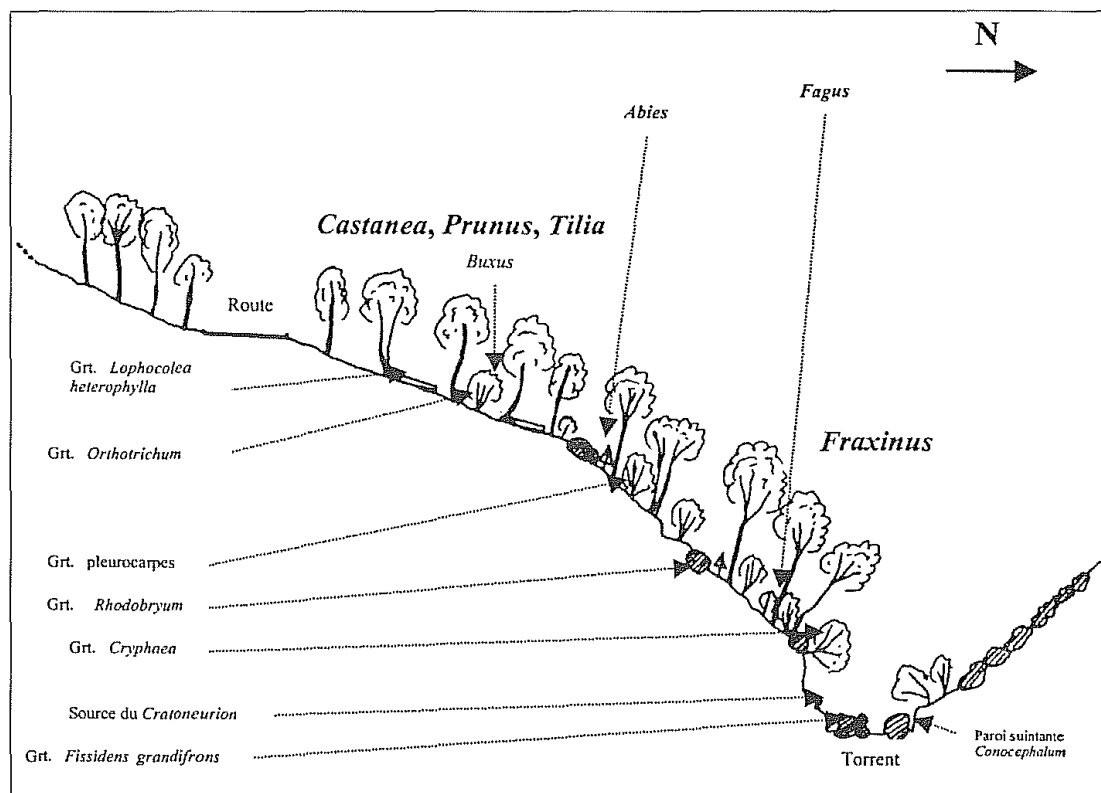 N
Fagus
Abies
Castanea, Prunus, Tilia
Buxus
Route
Grt. Lophocolea
heterophylla
Fraxinus
Grt. Orthotrichum
Grt. pleurocarpes
Grt. Rhodobryum
Grt. Cryphaea
Source du Cratoneurion
Grt. Fissidens grandifrons
Torrent
Paroi suintante
Conocephalum